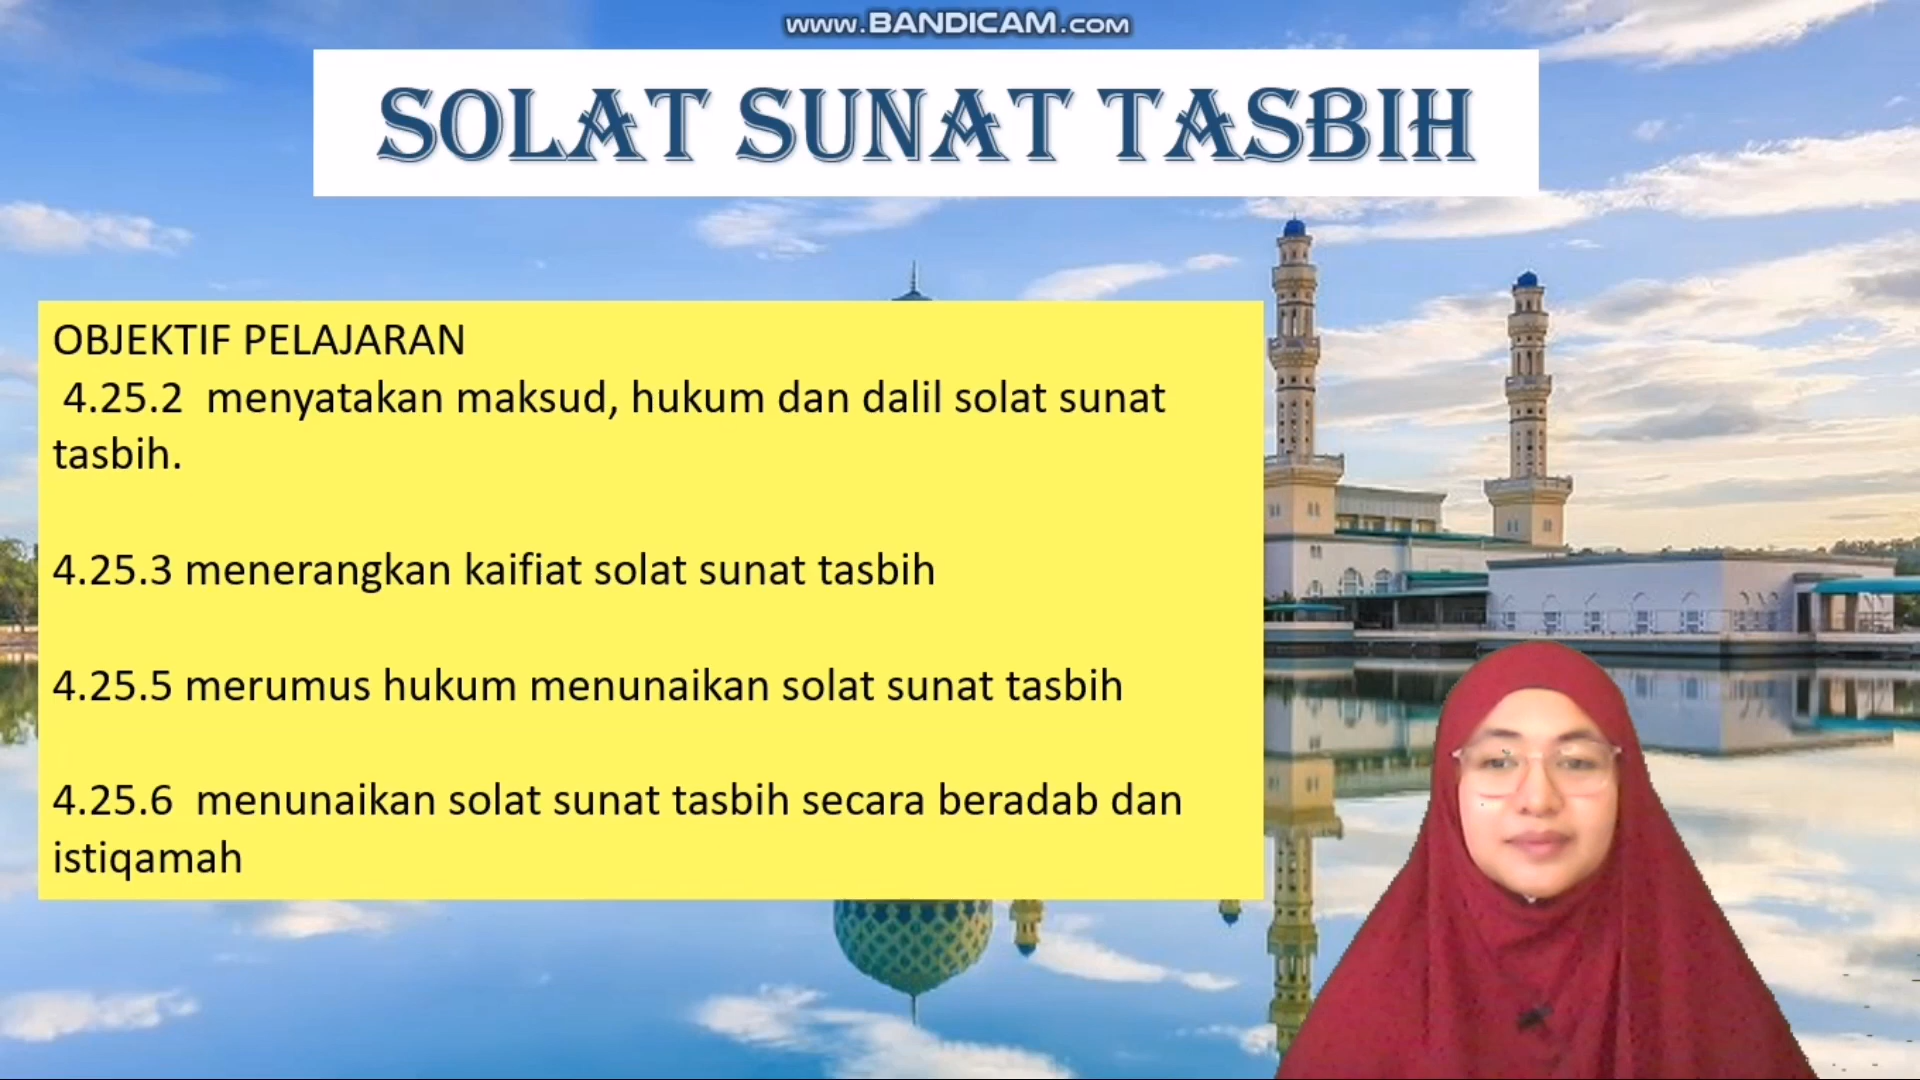 www.BANDICAM.com
SOLAT SUNAT TASBIH
OBJEKTIF PELAJARAN
4.25.2 menyatakan maksud, hukum dan dalil solat sunat
tasbih.
4.25.3 menerangkan kaifiat solat sunat tasbih
4.25.5 merumus hukum menunaikan solat sunat tasbih
4.25.6 menunaikan solat sunat tasbih secara beradab dan
istiqamah